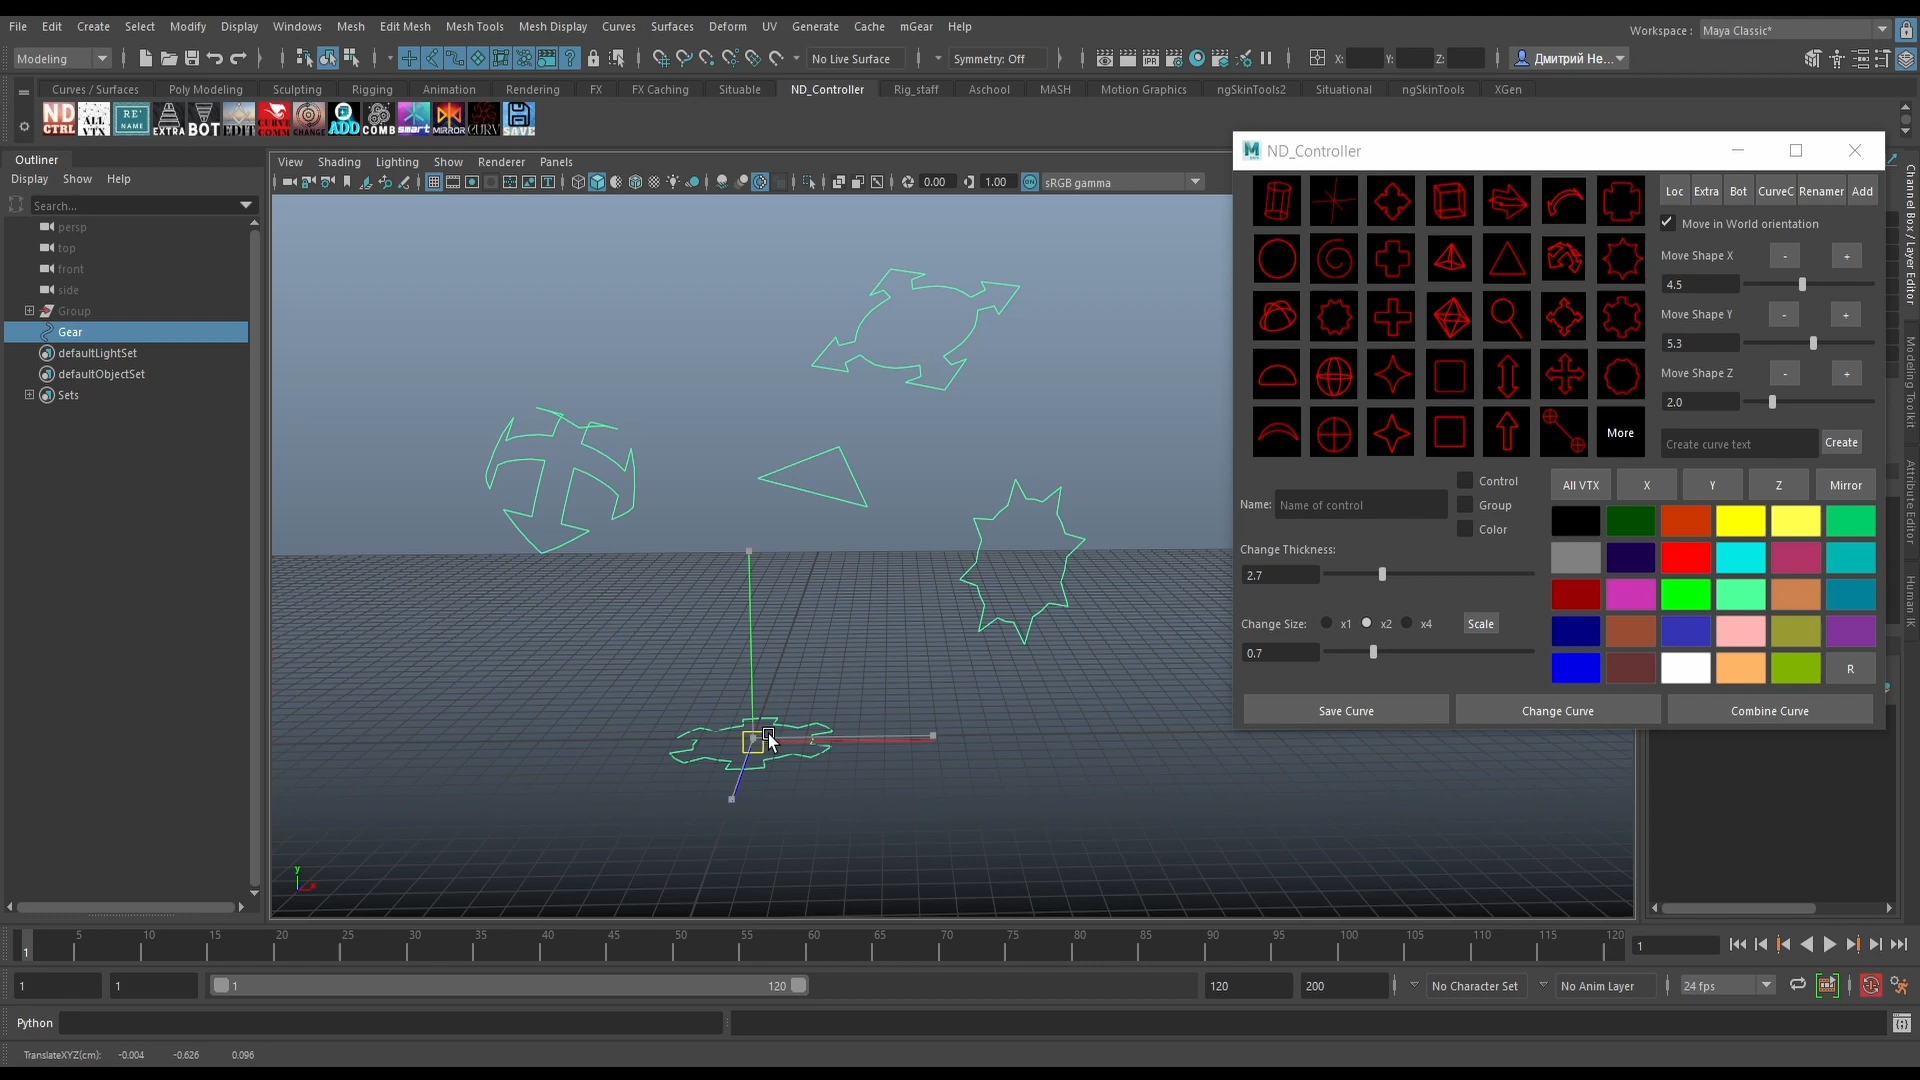 File Edit Create Select Modify Display Windows Mesh Edit Mesh Mesh Tools Mesh Display Curves Surfaces Deform UV Generate Cache mGear Help
Workspace : Maya Classic*
Modeling No Live Surface Symmetry: Off IPR X: Y: Z: Дмитрий Не...
Curves / Surfaces Poly Modeling Sculpting Rigging Animation Rendering FX FX Caching Situable ND_Controller Rig_staff Aschool MASH Motion Graphics ngSkinTools2 Situational ngSkinTools XGen
ND CTRL ALL VTX RE: NAME EXTRA BOT EDIT CURVE COMM CHANGE ADD COMB smart MIRROR CURV SAVE
Outliner
Display Show Help
Search...
persp
top
front
side
Group
Gear
defaultLightSet
defaultObjectSet
Sets
View Shading Lighting Show Renderer Panels
0.00 1.00 ON sRGB gamma
y
x
z
ND_Controller
Loc Extra Bot CurveC Renamer Add
Move in World orientation
Move Shape X - +
4.5
Move Shape Y - +
5.3
Move Shape Z - +
2.0
More
Create curve text Create
Control
Name: Name of control Group
Color
All VTX X Y Z Mirror
Change Thickness:
2.7
Change Size: x1 x2 x4 Scale
0.7
R
Save Curve Change Curve Combine Curve
Channel Box / Layer Editor
Modeling Toolkit
Attribute Editor
Human IK
1 5 10 15 20 25 30 35 40 45 50 55 60 65 70 75 80 85 90 95 100 105 110 115 120 1
1 1 1 120 120 200 No Character Set No Anim Layer 24 fps
Python
TranslateXYZ(cm): -0.004 -0.626 0.096